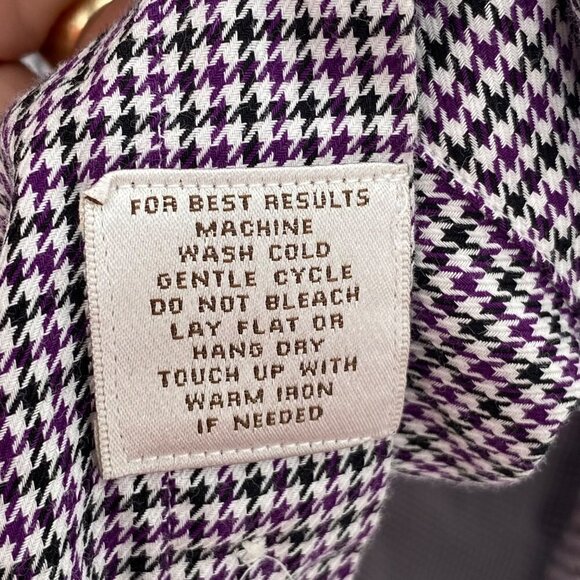 FOR BEST RESULTS
MACHINE
WASH COLD
GENTLE CYCLE
DO NOT BLEACH
LAY FLAT OR
HANG DRY
TOUCH UP WITH
WARM IRON
IF NEEDED